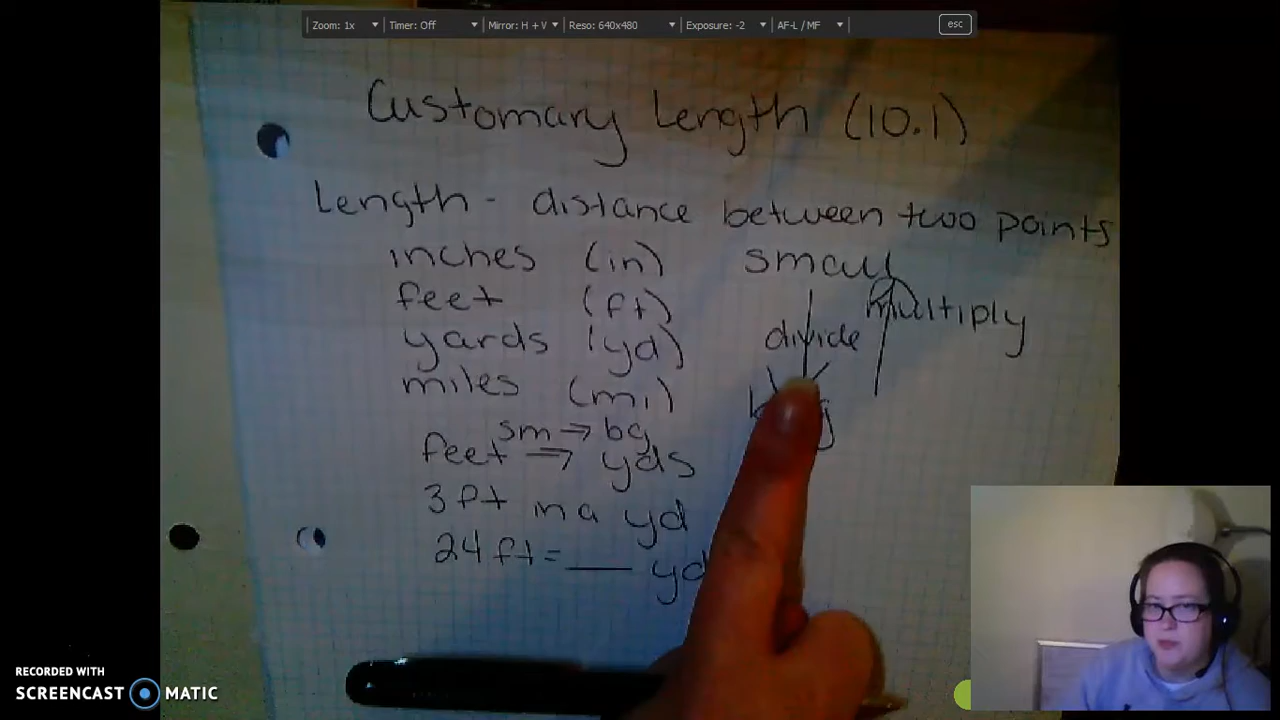 Zoom: 1x Timer: Off Mirror: H + V Reso: 640x480 Exposure: -2 AF-L / MF esc
Customary Length (10.1)
Length - distance between two points
inches (in) small
feet (ft) multiply
yards (yd) divide
miles (mi)
sm → bg
feet → yds
3 ft in a yd
24 ft = ___ yd
RECORDED WITH
SCREENCAST MATIC